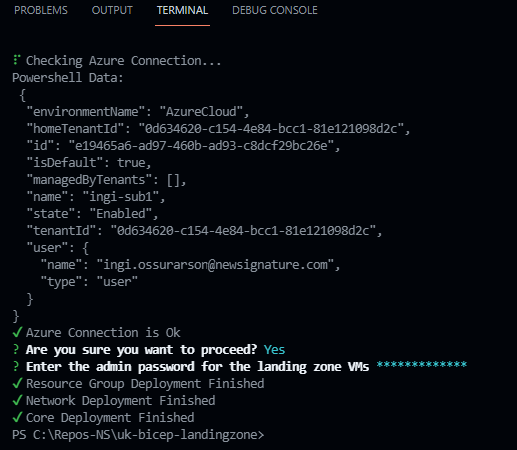 PROBLEMS OUTPUT TERMINAL DEBUG CONSOLE
Checking Azure Connection...
Powershell Data:
{
"environmentName": "AzureCloud",
"homeTenantId": "0d634620-c154-4e84-bcc1-81e121098d2c",
"id": "e19465a6-ad97-460b-ad93-c8dcf29bc26e",
"isDefault": true,
"managedByTenants": [],
"name": "ingi-sub1",
"state": "Enabled",
"tenantId": "0d634620-c154-4e84-bcc1-81e121098d2c",
"user": {
"name": "ingi.ossurarson@newsignature.com",
"type": "user"
}
}
✓ Azure Connection is Ok
? Are you sure you want to proceed? Yes
? Enter the admin password for the landing zone VMs *************
✓ Resource Group Deployment Finished
✓ Network Deployment Finished
✓ Core Deployment Finished
PS C:\Repos-NS\uk-bicep-landingzone>